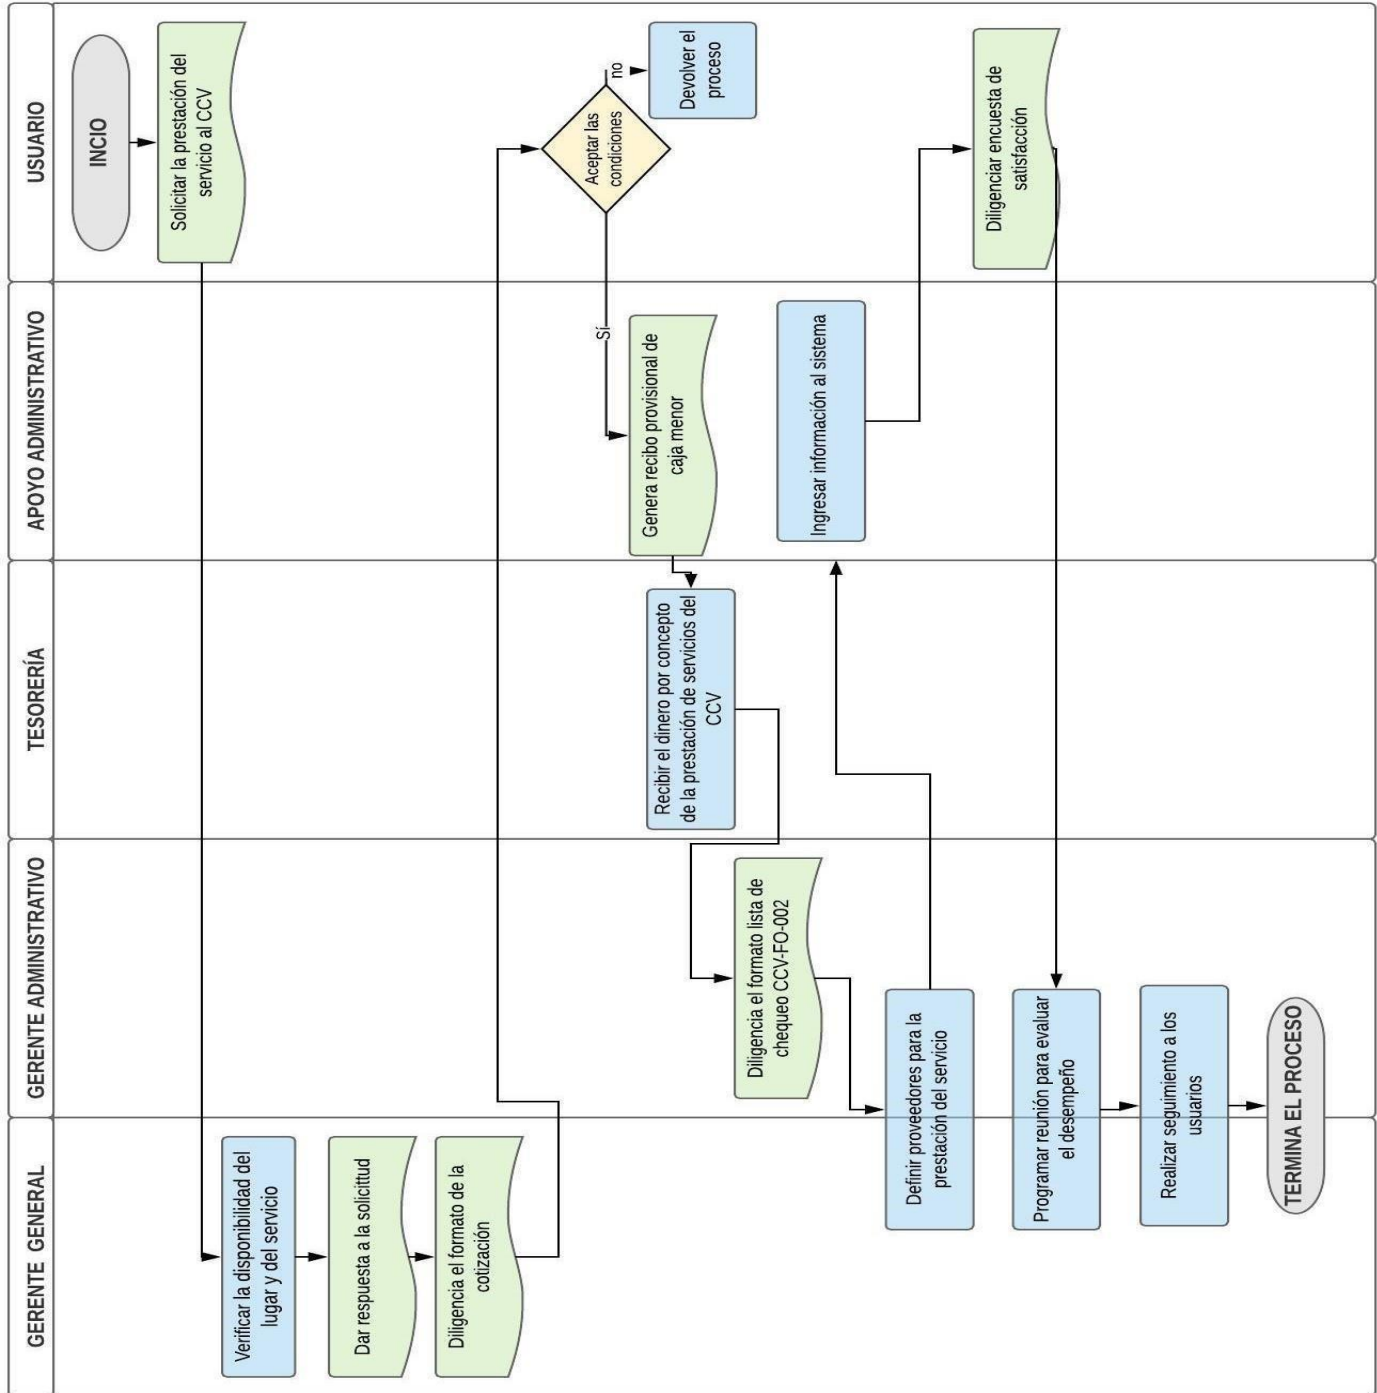 GERENTE GENERAL
GERENTE ADMINISTRATIVO
TESORERÍA
APOYO ADMINISTRATIVO
USUARIO
INCIO
Solicitar la prestación del
servicio al CCV
Verificar la disponibilidad del
lugar y del servicio
Dar respuesta a la solicittud
Diligencia el formato de la
cotización
Aceptar las
condiciones
no
Devolver el
proceso
Sí
Genera recibo provisional de
caja menor
Recibir el dinero por concepto
de la prestación de servicios del
CCV
Diligencia el formato lista de
chequeo CCV-FO-002
Definir proveedores para la
prestación del servicio
Ingresar información al sistema
Diligenciar encuesta de
satisfacción
Programar reunión para evaluar
el desempeño
Realizar seguimiento a los
usuarios
TERMINA EL PROCESO